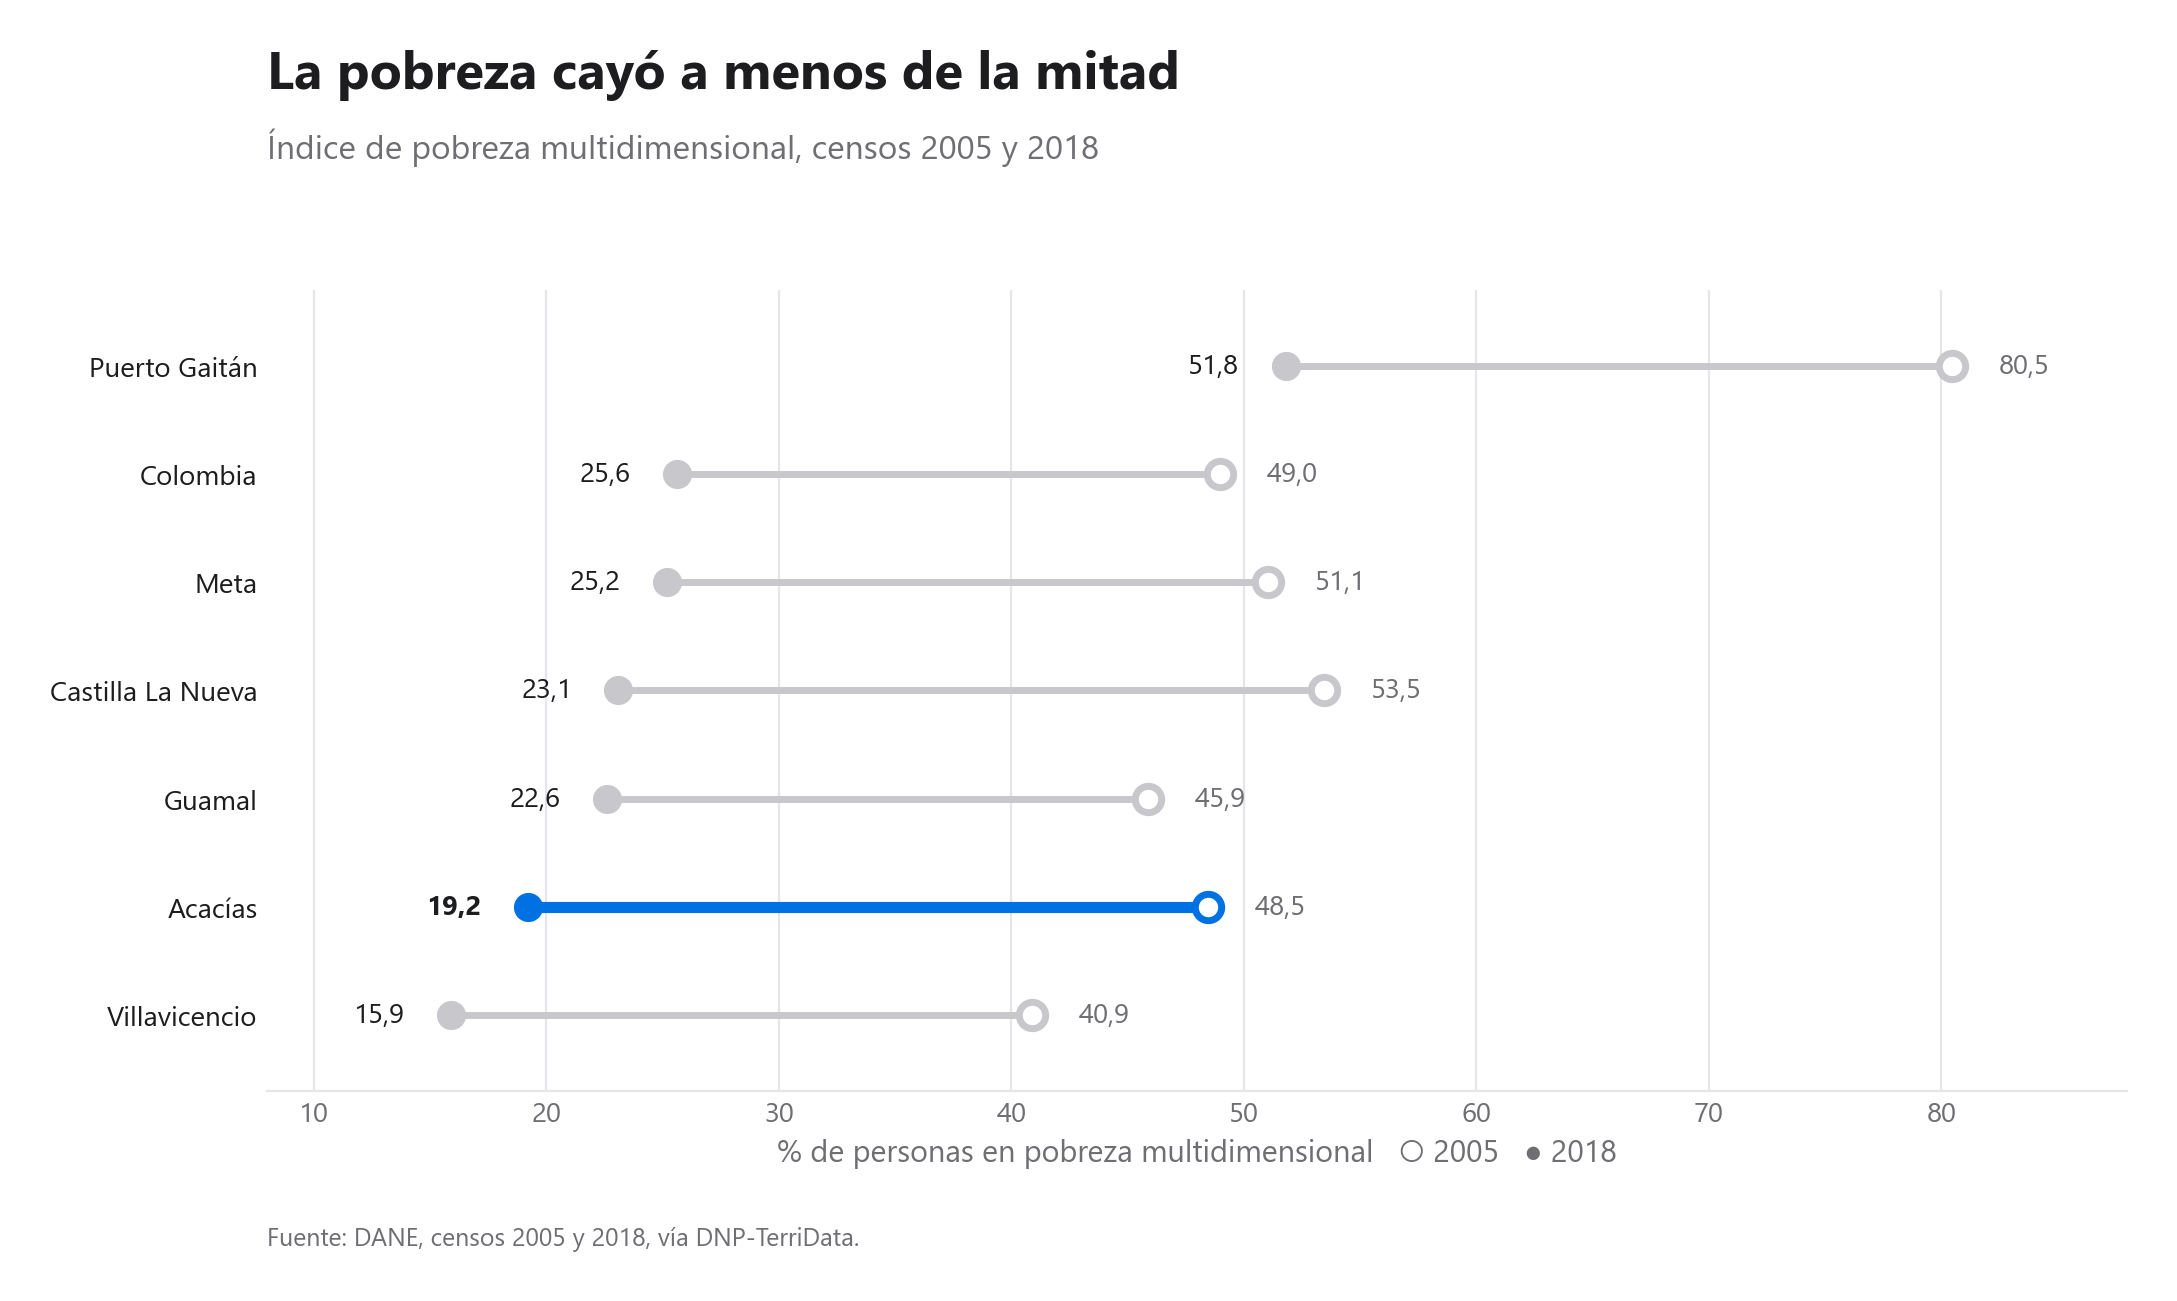 La pobreza cayó a menos de la mitad
Índice de pobreza multidimensional, censos 2005 y 2018
Puerto Gaitán 51,8 80,5
Colombia 25,6 49,0
Meta 25,2 51,1
Castilla La Nueva 23,1 53,5
Guamal 22,6 45,9
Acacías 19,2 48,5
Villavicencio 15,9 40,9
10 20 30 40 50 60 70 80
% de personas en pobreza multidimensional ○ 2005 ● 2018
Fuente: DANE, censos 2005 y 2018, vía DNP-TerriData.